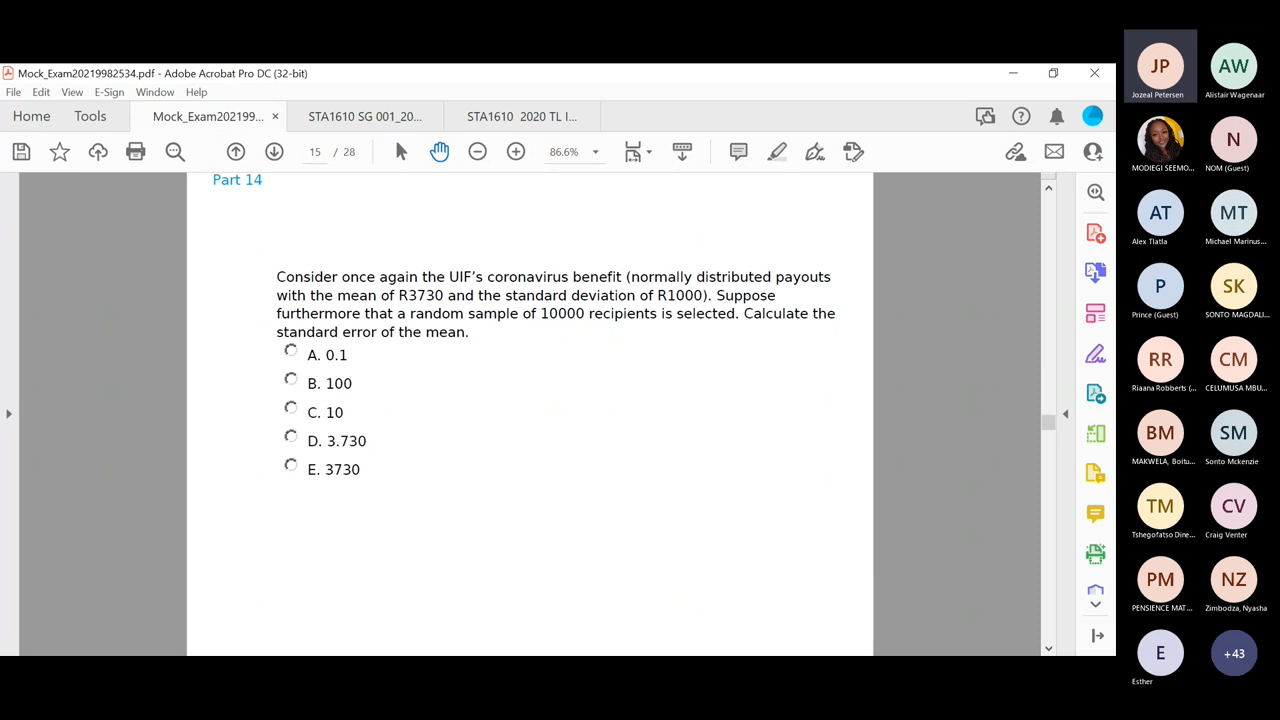 Mock_Exam20219982534.pdf - Adobe Acrobat Pro DC (32-bit)
File Edit View E-Sign Window Help
Home Tools Mock_Exam202199... × STA1610 SG 001_20... STA1610 2020 TL I...
15 / 28 86.6%
Part 14
Consider once again the UIF's coronavirus benefit (normally distributed payouts
with the mean of R3730 and the standard deviation of R1000). Suppose
furthermore that a random sample of 10000 recipients is selected. Calculate the
standard error of the mean.
A. 0.1
B. 100
C. 10
D. 3.730
E. 3730
JP AW
Jozeal Petersen Alistair Wagenaar
N
MODIEGI SEEMO... NOM (Guest)
AT MT
Alex Tlatla Michael Marinus...
P SK
Prince (Guest) SONTO MAGDALI...
RR CM
Riaana Robberts (... CELUMUSA MBU...
BM SM
MAKWELA, Boitu... Sonto Mckenzie
TM CV
Tshegofatso Dine... Craig Venter
PM NZ
PENSIENCE MAT... Zimbodza, Nyasha
E +43
Esther